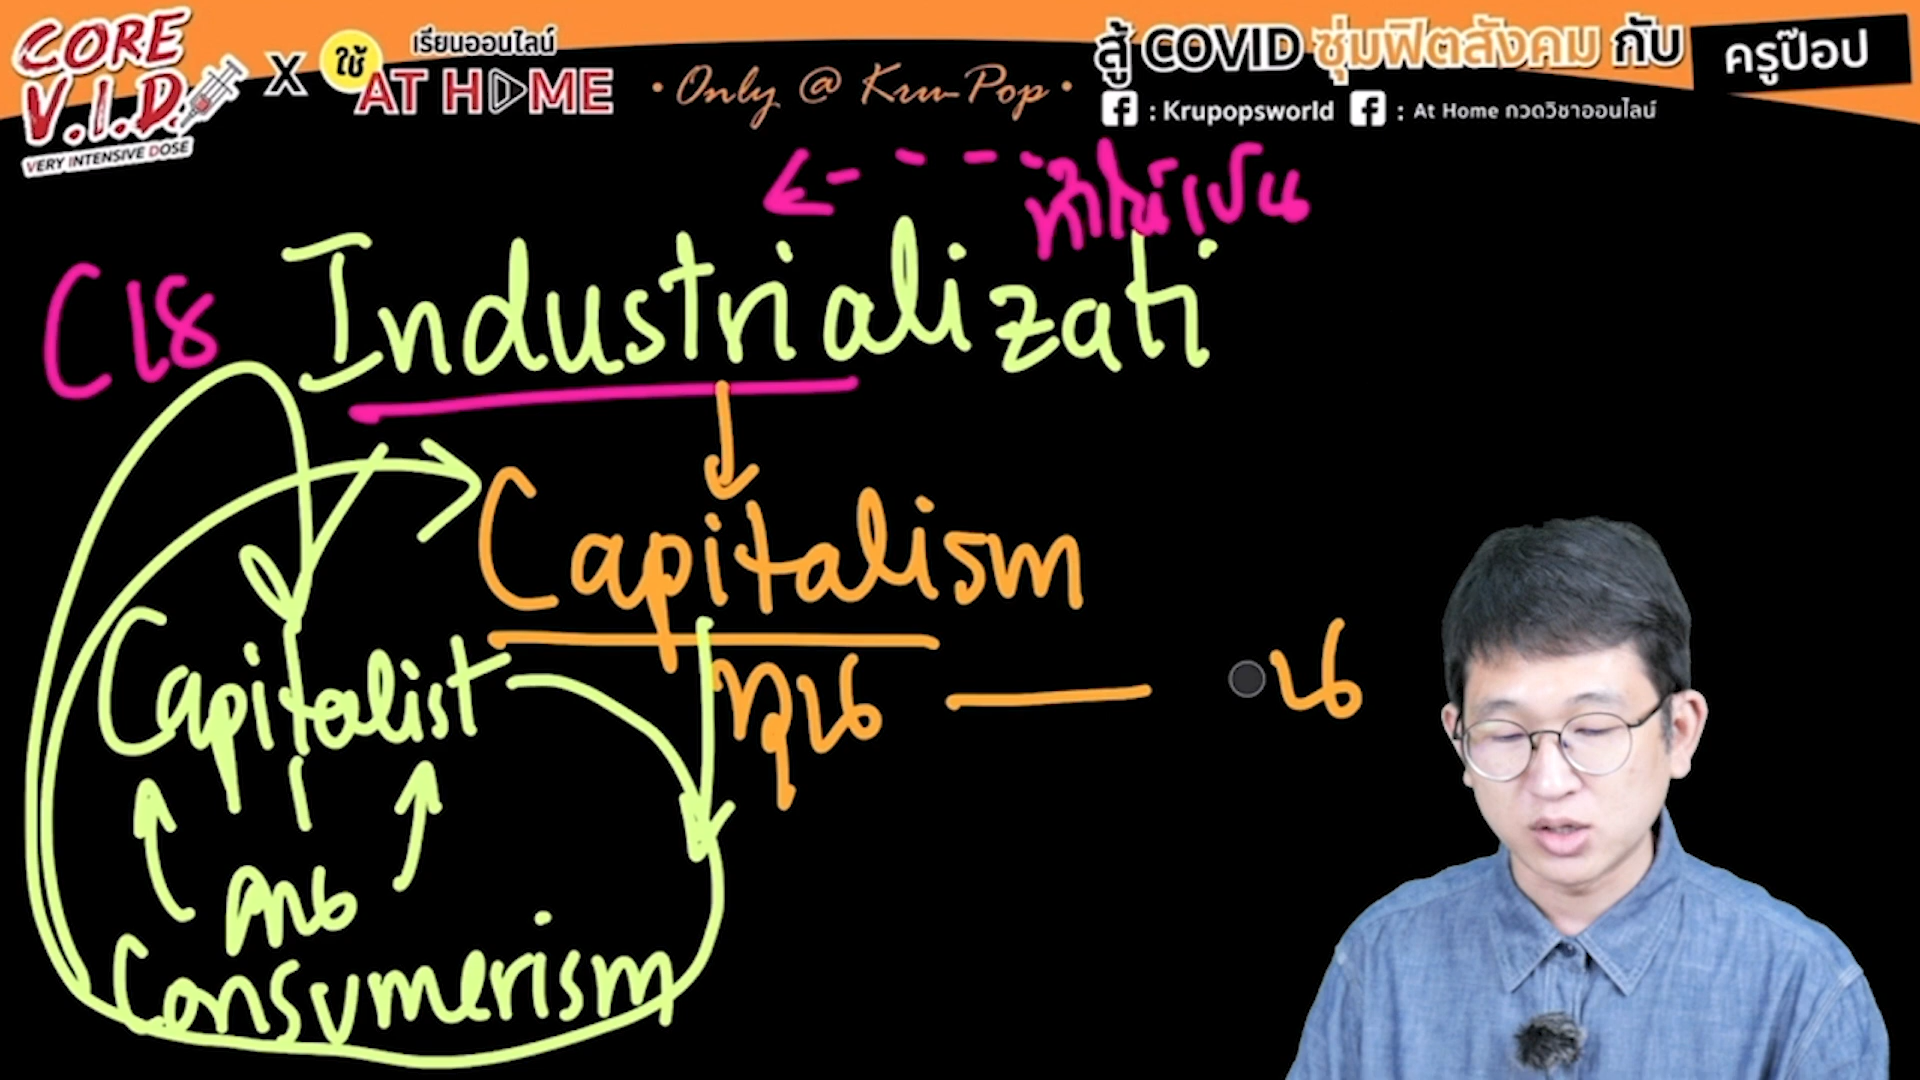 CORE
V.I.D.
VERY INTENSIVE DOSE
X
ใช้
เรียนออนไลน์
AT HOME
• Only @ Kru-Pop •
สู้ COVID ซุ่มฟิตสังคม กับ
ครูป๊อป
: Krupopsworld
: At Home กวดวิชาออนไลน์
ทำให้เป็น
C18
Industrializati
Capitalism
ทุน — น
Capitalist
Consumerism